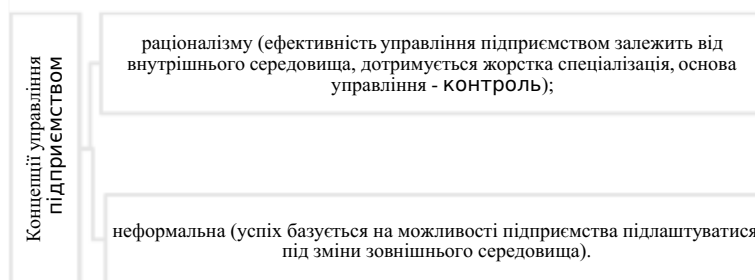 Концепції управління
підприємством
раціоналізму (ефективність управління підприємством залежить від
внутрішнього середовища, дотримується жорстка спеціалізація, основа
управління - контроль);
неформальна (успіх базується на можливості підприємства підлаштуватися
під зміни зовнішнього середовища).